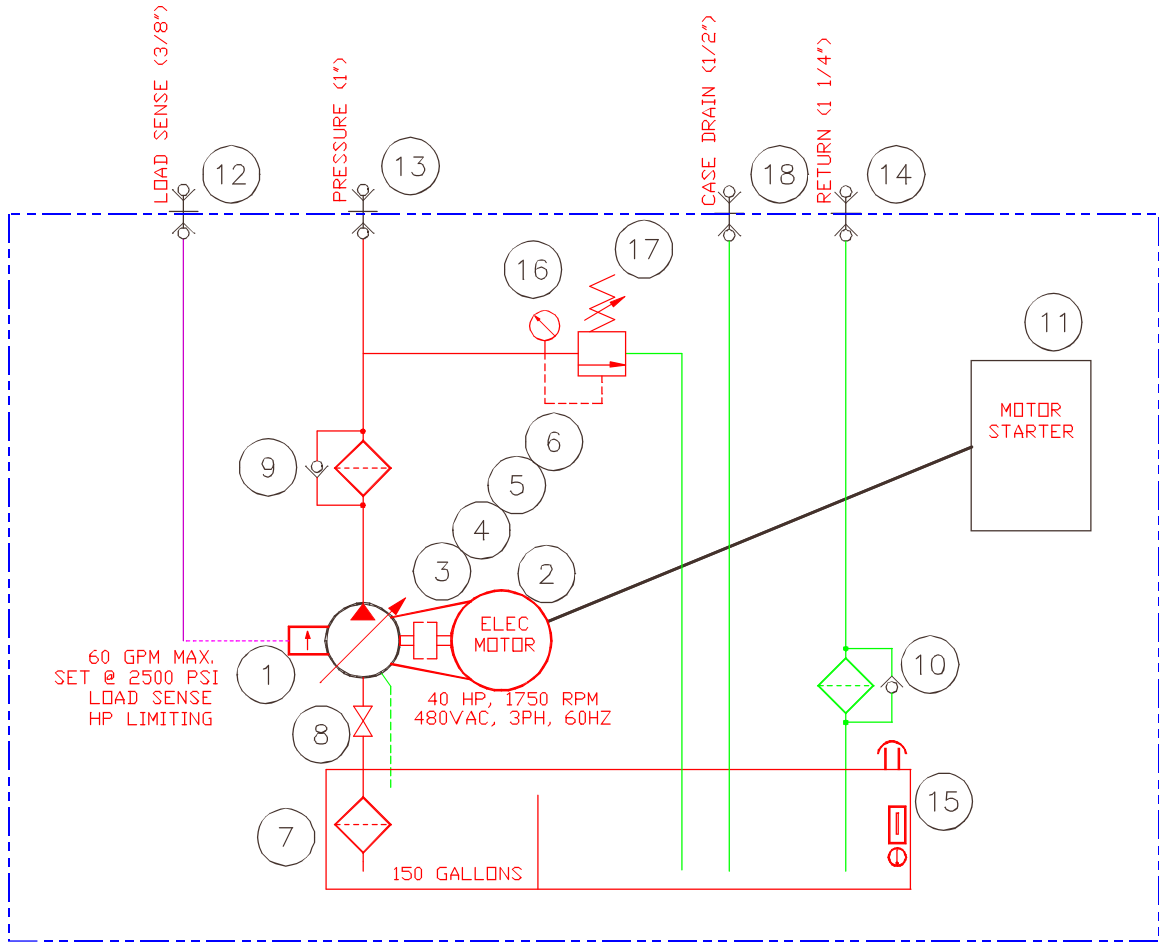 LOAD SENSE (3/8")
PRESSURE (1")
CASE DRAIN (1/2")
RETURN (1 1/4")
12
13
18
14
16
17
11
MOTOR
STARTER
6
9
5
4
3
2
ELEC
MOTOR
60 GPM MAX.
SET @ 2500 PSI
LOAD SENSE
HP LIMITING
1
40 HP, 1750 RPM
480VAC, 3PH, 60HZ
10
8
15
7
150 GALLONS